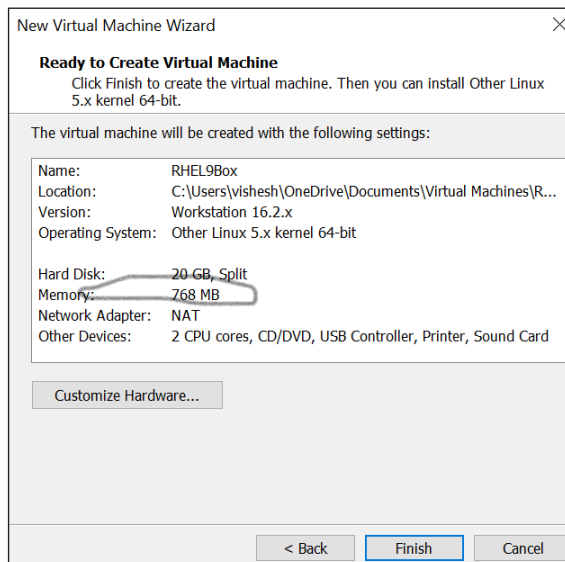 New Virtual Machine Wizard
Ready to Create Virtual Machine
Click Finish to create the virtual machine. Then you can install Other Linux
5.x kernel 64-bit.
The virtual machine will be created with the following settings:
Name: RHEL9Box
Location: C:\Users\vishesh\OneDrive\Documents\Virtual Machines\R...
Version: Workstation 16.2.x
Operating System: Other Linux 5.x kernel 64-bit
Hard Disk: 20 GB, Split
Memory: 768 MB
Network Adapter: NAT
Other Devices: 2 CPU cores, CD/DVD, USB Controller, Printer, Sound Card
Customize Hardware...
< Back Finish Cancel